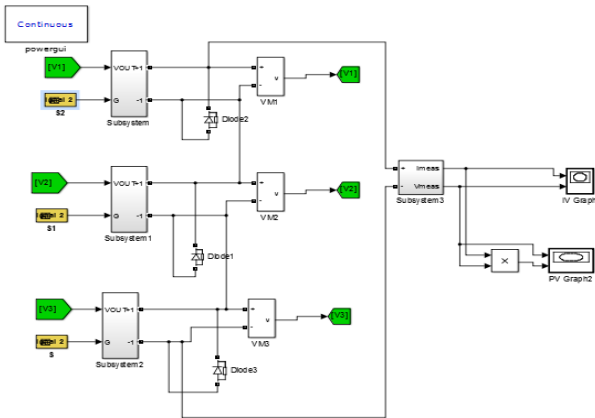 Continuous
powergui
[V1]
VOUT+1
G
-1
S2
Subsystem
+
-
v
VM1
[V1]
Diode2
[V2]
VOUT+1
G
-1
S1
Subsystem1
+
-
v
VM2
[V2]
Diode1
+
-
Imeas
Vmeas
Subsystem3
IV Graph
X
PV Graph2
[V3]
VOUT+1
G
-1
S
Subsystem2
+
-
v
VM3
[V3]
Diode3